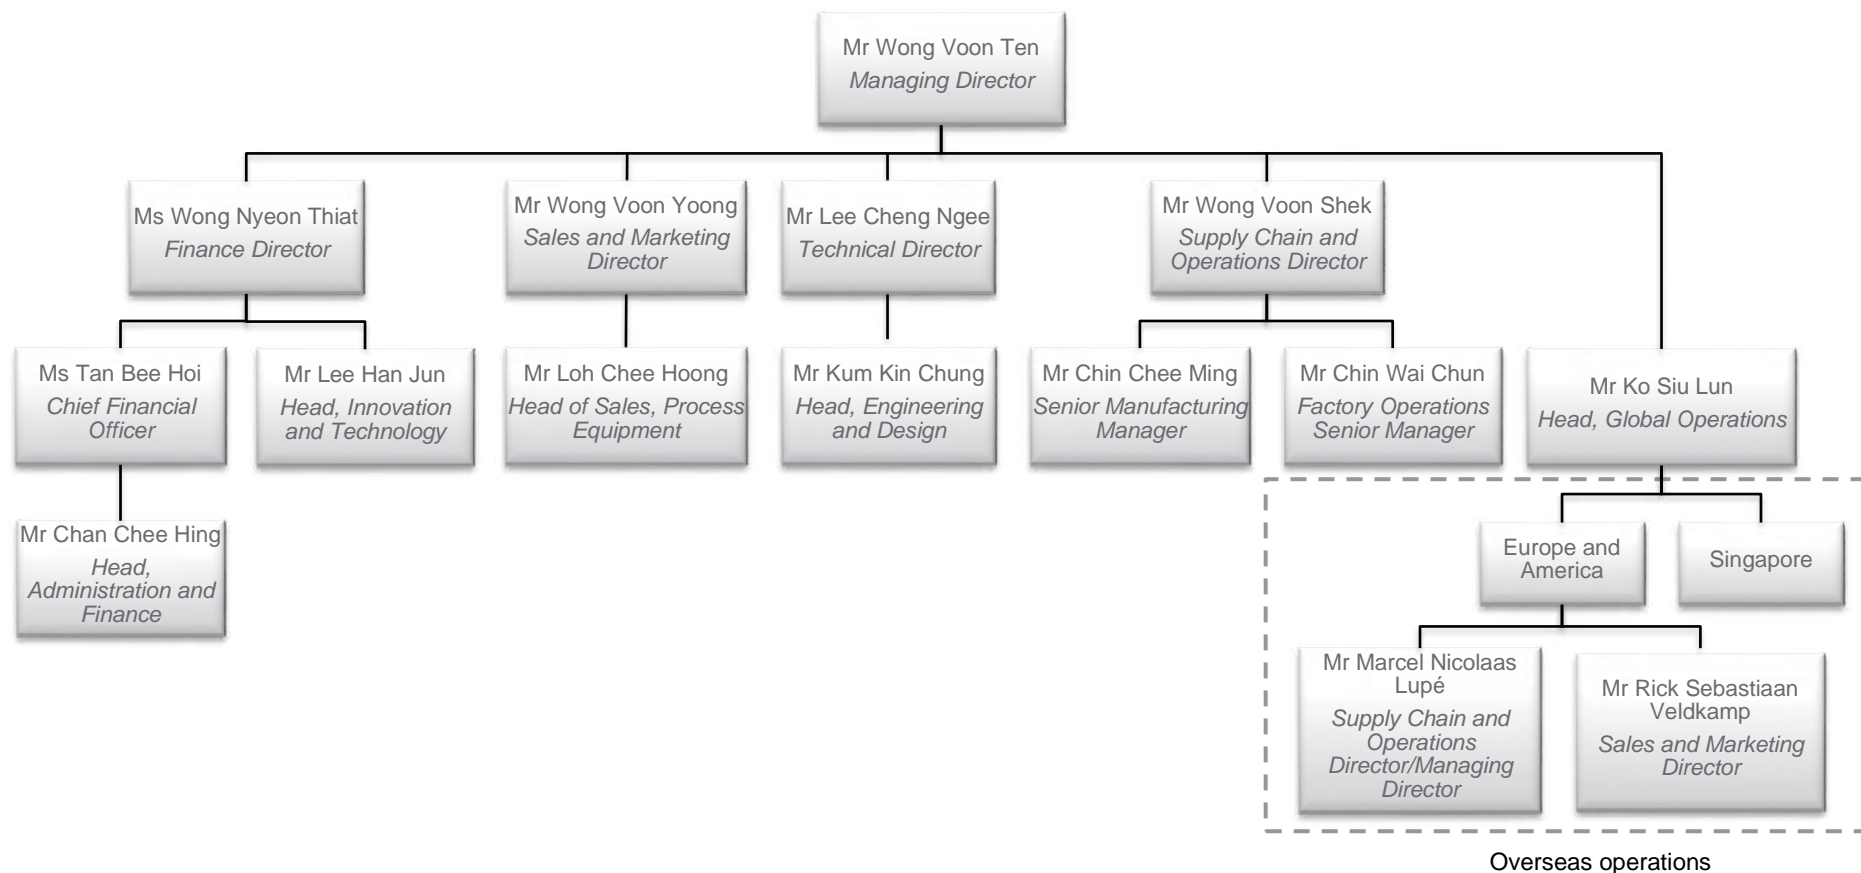 Mr Wong Voon Ten
Managing Director
Ms Wong Nyeon Thiat
Finance Director
Mr Wong Voon Yoong
Sales and Marketing
Director
Mr Lee Cheng Ngee
Technical Director
Mr Wong Voon Shek
Supply Chain and
Operations Director
Ms Tan Bee Hoi
Chief Financial
Officer
Mr Lee Han Jun
Head, Innovation
and Technology
Mr Loh Chee Hoong
Head of Sales, Process
Equipment
Mr Kum Kin Chung
Head, Engineering
and Design
Mr Chin Chee Ming
Senior Manufacturing
Manager
Mr Chin Wai Chun
Factory Operations
Senior Manager
Mr Ko Siu Lun
Head, Global Operations
Mr Chan Chee Hing
Head,
Administration and
Finance
Europe and
America
Singapore
Mr Marcel Nicolaas
Lupé
Supply Chain and
Operations
Director/Managing
Director
Mr Rick Sebastiaan
Veldkamp
Sales and Marketing
Director
Overseas operations